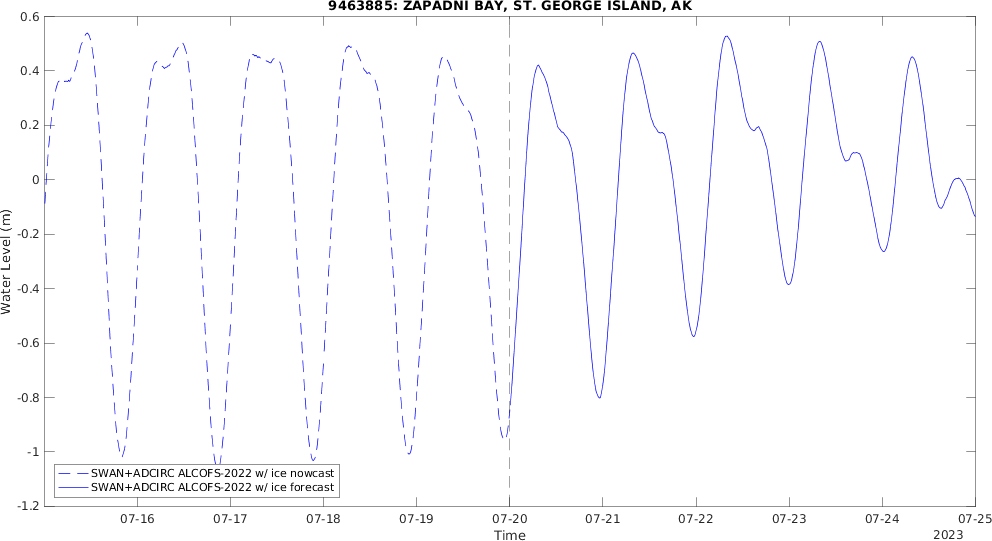 9463885: ZAPADNI BAY, ST. GEORGE ISLAND, AK
0.6
0.4
0.2
0
-0.2
-0.4
-0.6
-0.8
-1
-1.2
Water Level (m)
SWAN+ADCIRC ALCOFS-2022 w/ ice nowcast
SWAN+ADCIRC ALCOFS-2022 w/ ice forecast
07-16 07-17 07-18 07-19 07-20 07-21 07-22 07-23 07-24 07-25
Time
2023